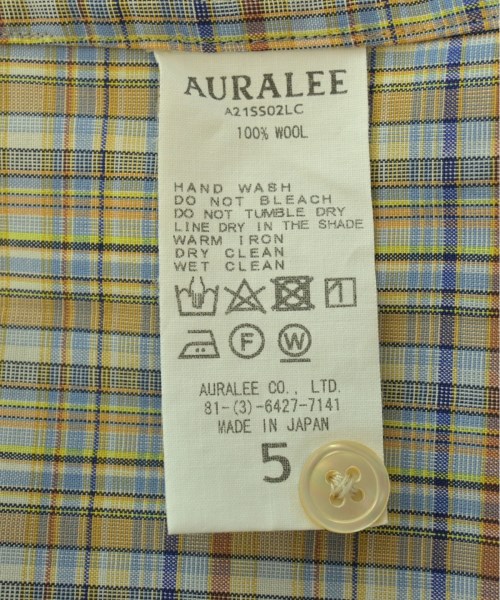 AURALEE
A21SS02LC
100% WOOL
HAND WASH
DO NOT BLEACH
DO NOT TUMBLE DRY
LINE DRY IN THE SHADE
WARM IRON
DRY CLEAN
WET CLEAN
F W
AURALEE CO., LTD.
81-(3)-6427-7141
MADE IN JAPAN
5